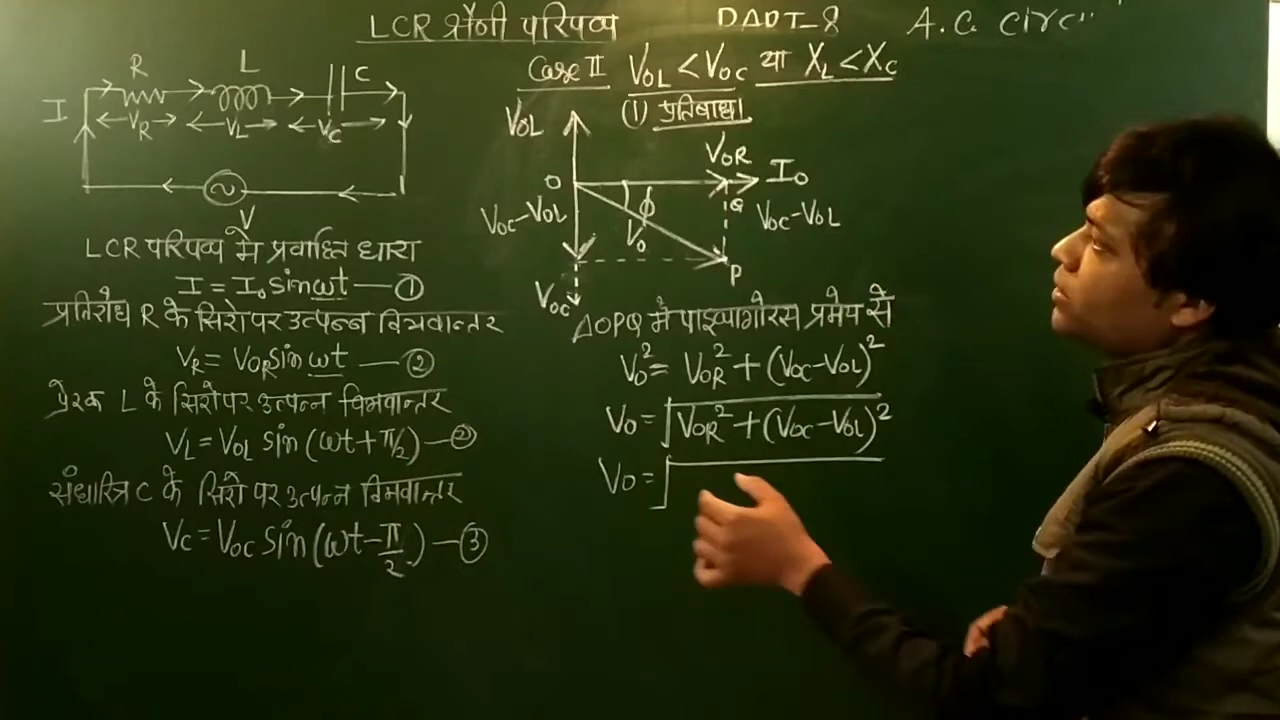 LCR श्रेणी परिपथ PART-8 A.C. Circ
R L C
I
VR VL VC
V
LCR परिपथ में प्रवाहित धारा
I = I₀ sinωt —①
प्रतिरोध R के सिरों पर उत्पन्न विभवान्तर
VR = VOR sin ωt —②
प्रेरक L के सिरों पर उत्पन्न विभवान्तर
VL = VOL sin (ωt + π/2) —②
संधारित्र C के सिरों पर उत्पन्न विभवान्तर
VC = VOC sin (ωt - π/2) —③
Case II VOL < VOC या XL < XC
(1) प्रतिबाधा
VOL
VOR
O I₀
Q
VOC-VOL ϕ VOC-VOL
V₀
P
VOC
ΔOPQ में पाइथागोरस प्रमेय से
V₀² = VOR² + (VOC-VOL)²
V₀ = √VOR² + (VOC-VOL)²
V₀ = √